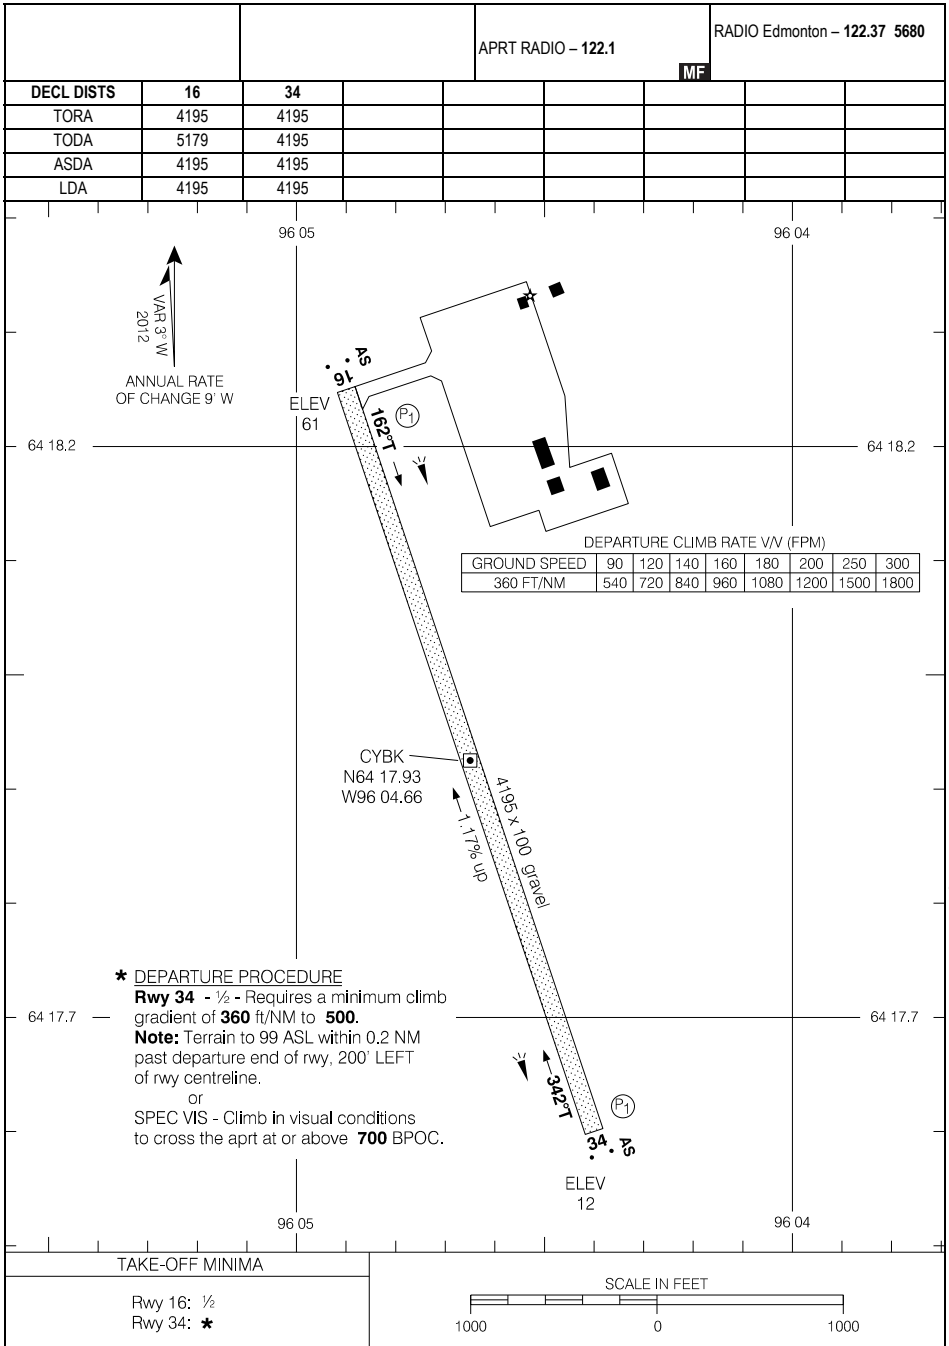 APRT RADIO – 122.1
MF
RADIO Edmonton – 122.37 5680
DECL DISTS 16 34
TORA 4195 4195
TODA 5179 4195
ASDA 4195 4195
LDA 4195 4195
96 05 96 04
VAR 3° W
2012
ANNUAL RATE
OF CHANGE 9' W
AS
16
ELEV
61
162°T
P1
64 18.2 64 18.2
DEPARTURE CLIMB RATE V/V (FPM)
GROUND SPEED 90 120 140 160 180 200 250 300
360 FT/NM 540 720 840 960 1080 1200 1500 1800
CYBK
N64 17.93
W96 04.66
4195 x 100 gravel
1.17% up
* DEPARTURE PROCEDURE
Rwy 34 - ½ - Requires a minimum climb
gradient of 360 ft/NM to 500.
Note: Terrain to 99 ASL within 0.2 NM
past departure end of rwy, 200' LEFT
of rwy centreline.
or
SPEC VIS - Climb in visual conditions
to cross the aprt at or above 700 BPOC.
64 17.7 64 17.7
342°T
P1
34
AS
ELEV
12
96 05 96 04
TAKE-OFF MINIMA
Rwy 16: ½
Rwy 34: *
SCALE IN FEET
1000 0 1000